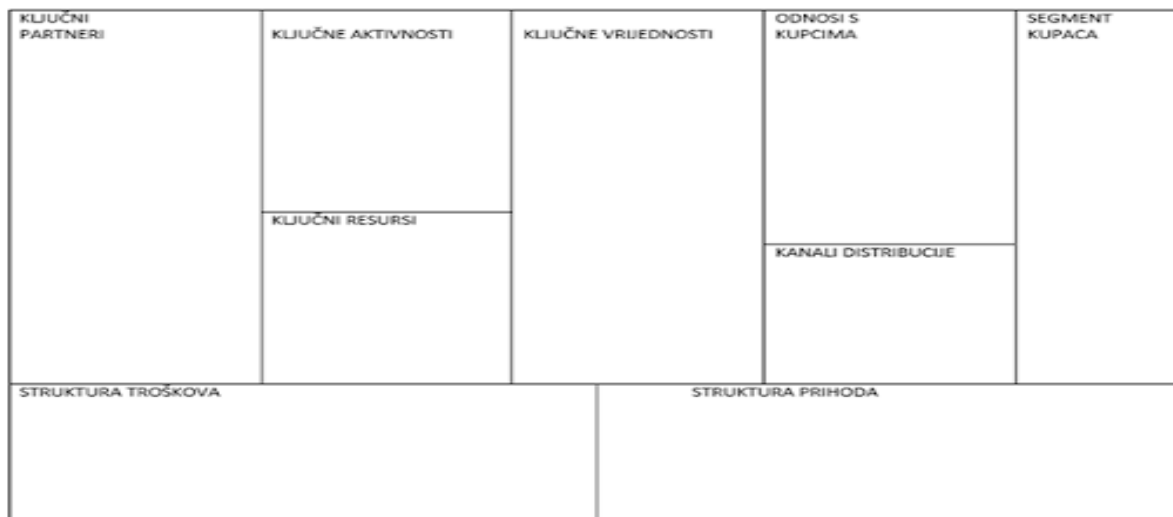 KLJUČNI
PARTNERI
KLJUČNE AKTIVNOSTI
KLJUČNE VRIJEDNOSTI
ODNOSI S
KUPCIMA
SEGMENT
KUPACA
KLJUČNI RESURSI
KANALI DISTRIBUCIJE
STRUKTURA TROŠKOVA
STRUKTURA PRIHODA